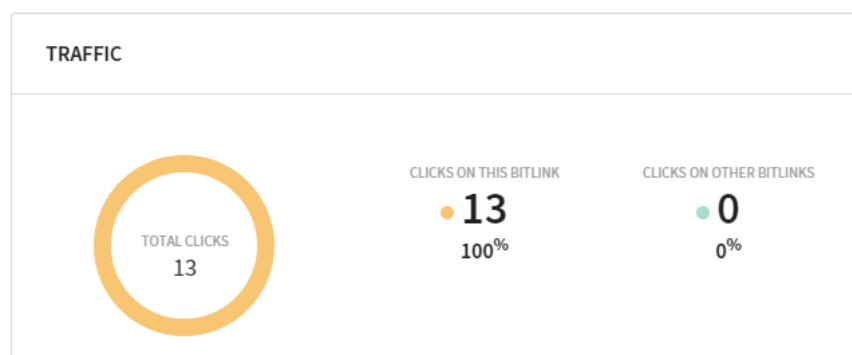 TRAFFIC
TOTAL CLICKS
13
CLICKS ON THIS BITLINK
13
100%
CLICKS ON OTHER BITLINKS
0
0%